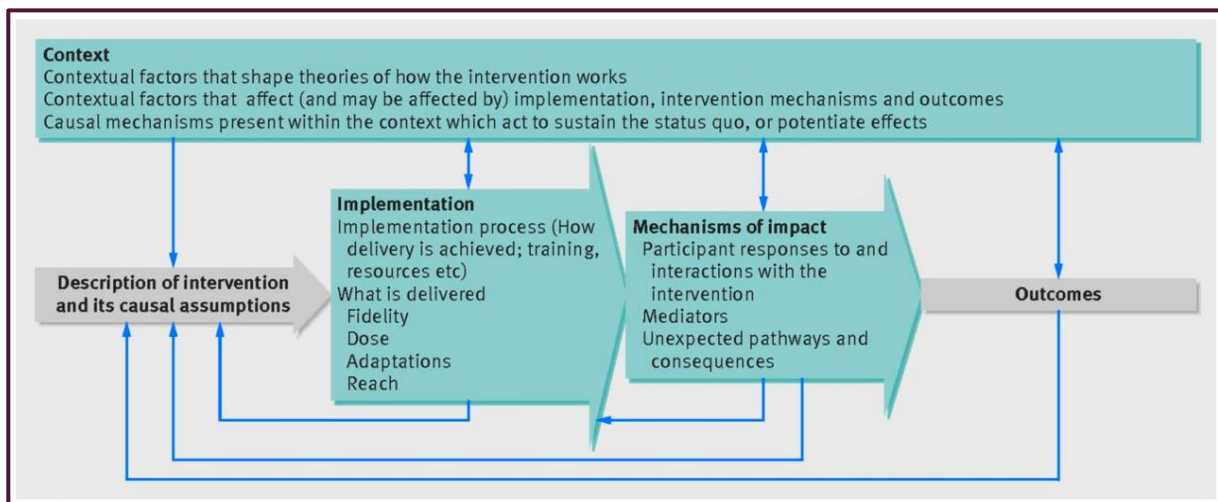 Context
Contextual factors that shape theories of how the intervention works
Contextual factors that affect (and may be affected by) implementation, intervention mechanisms and outcomes
Causal mechanisms present within the context which act to sustain the status quo, or potentiate effects
Description of intervention
and its causal assumptions
Implementation
Implementation process (How
delivery is achieved; training,
resources etc)
What is delivered
Fidelity
Dose
Adaptations
Reach
Mechanisms of impact
Participant responses to and
interactions with the
intervention
Mediators
Unexpected pathways and
consequences
Outcomes